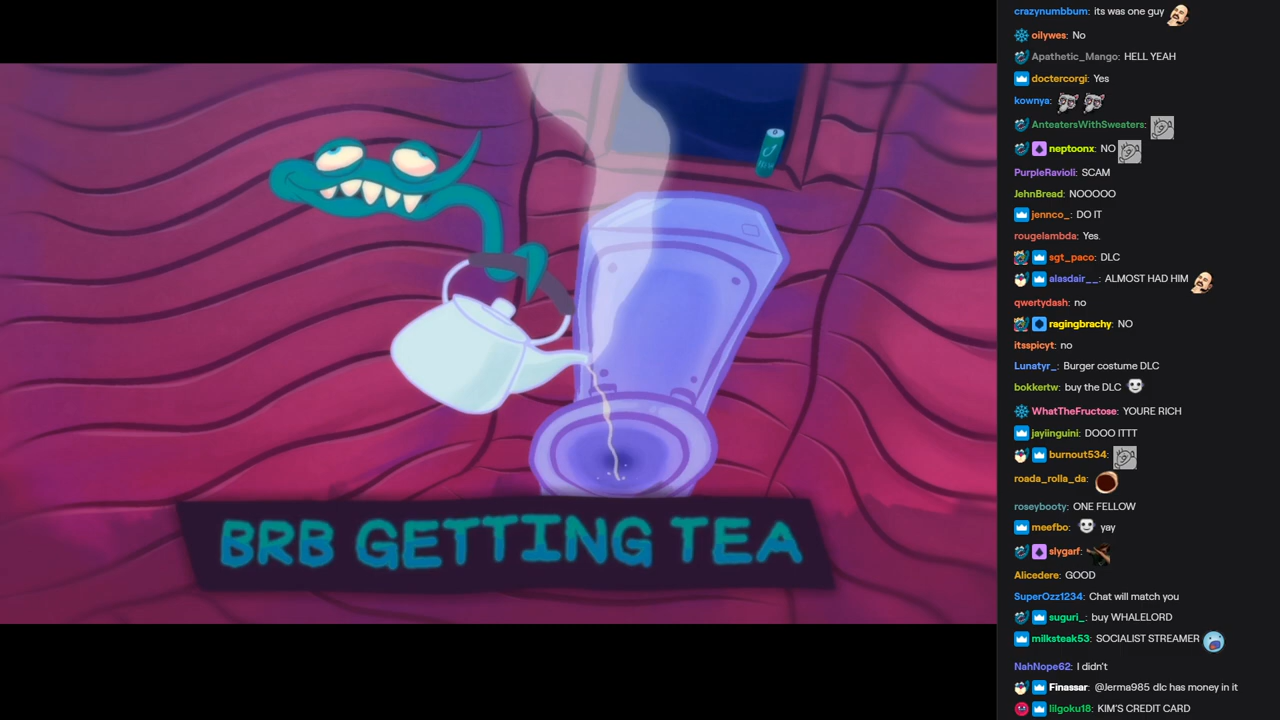 BRB GETTING TEA
crazynumbbum: its was one guy
oilywes: No
Apathetic_Mango: HELL YEAH
doctercorgi: Yes
kownya:
AnteatersWithSweaters:
neptoonx: NO
PurpleRavioli: SCAM
JehnBread: NOOOOO
jennco_: DO IT
rougelambda: Yes.
sgt_paco: DLC
alasdair__: ALMOST HAD HIM
qwertydash: no
ragingbrachy: NO
itsspicyt: no
Lunatyr_: Burger costume DLC
bokkertw: buy the DLC
WhatTheFructose: YOURE RICH
jayiinguini: DOOO ITTT
burnout534:
roada_rolla_da:
roseybooty: ONE FELLOW
meefbo: yay
slygarf:
Alicedere: GOOD
SuperOzz1234: Chat will match you
suguri_: buy WHALELORD
milksteak53: SOCIALIST STREAMER
NahNope62: I didn't
Finassar: @Jerma985 dlc has money in it
lilgoku18: KIM'S CREDIT CARD